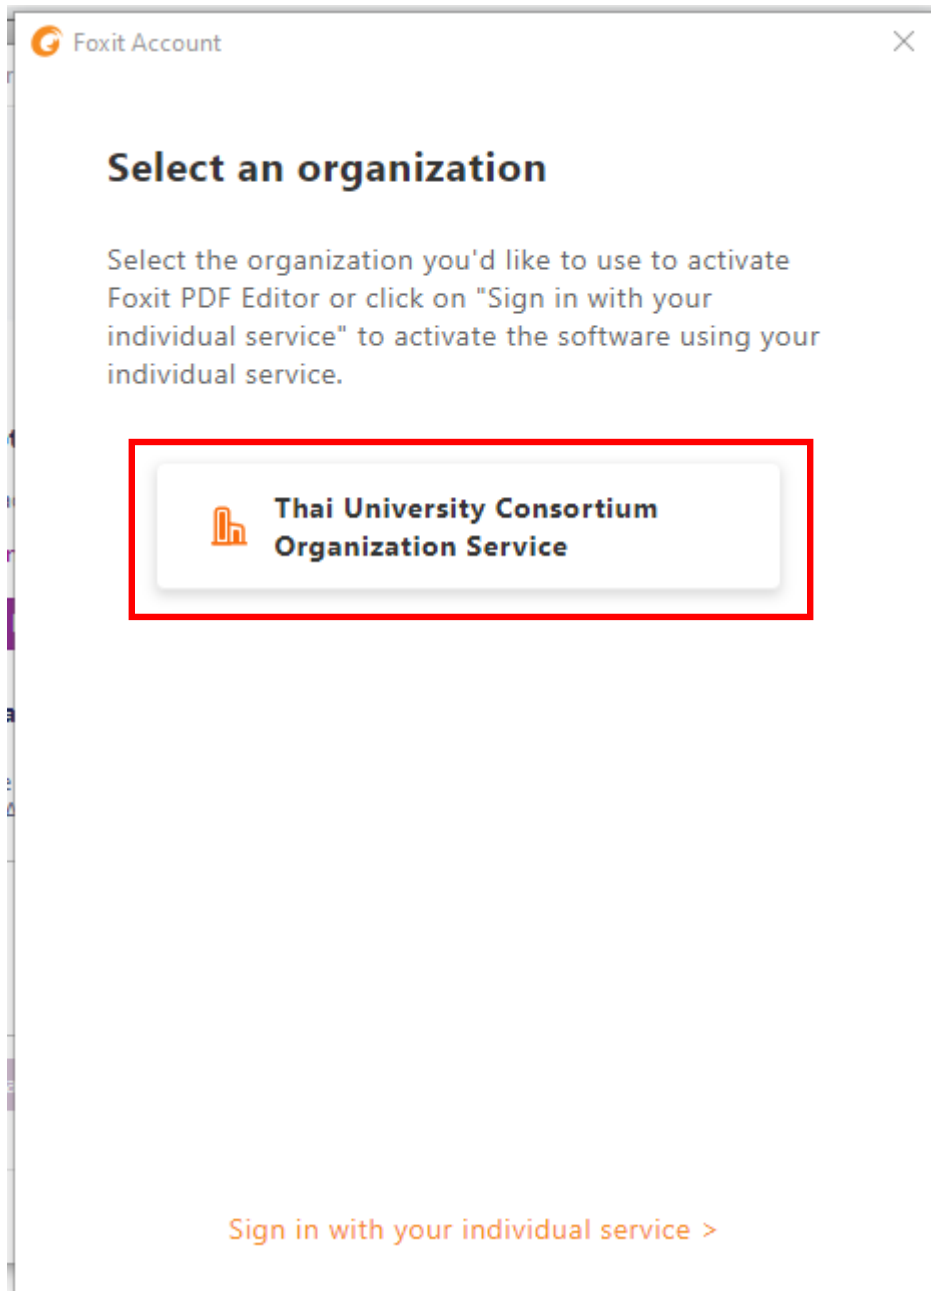 Foxit Account
Select an organization
Select the organization you'd like to use to activate
Foxit PDF Editor or click on "Sign in with your
individual service" to activate the software using your
individual service.
Thai University Consortium
Organization Service
Sign in with your individual service >